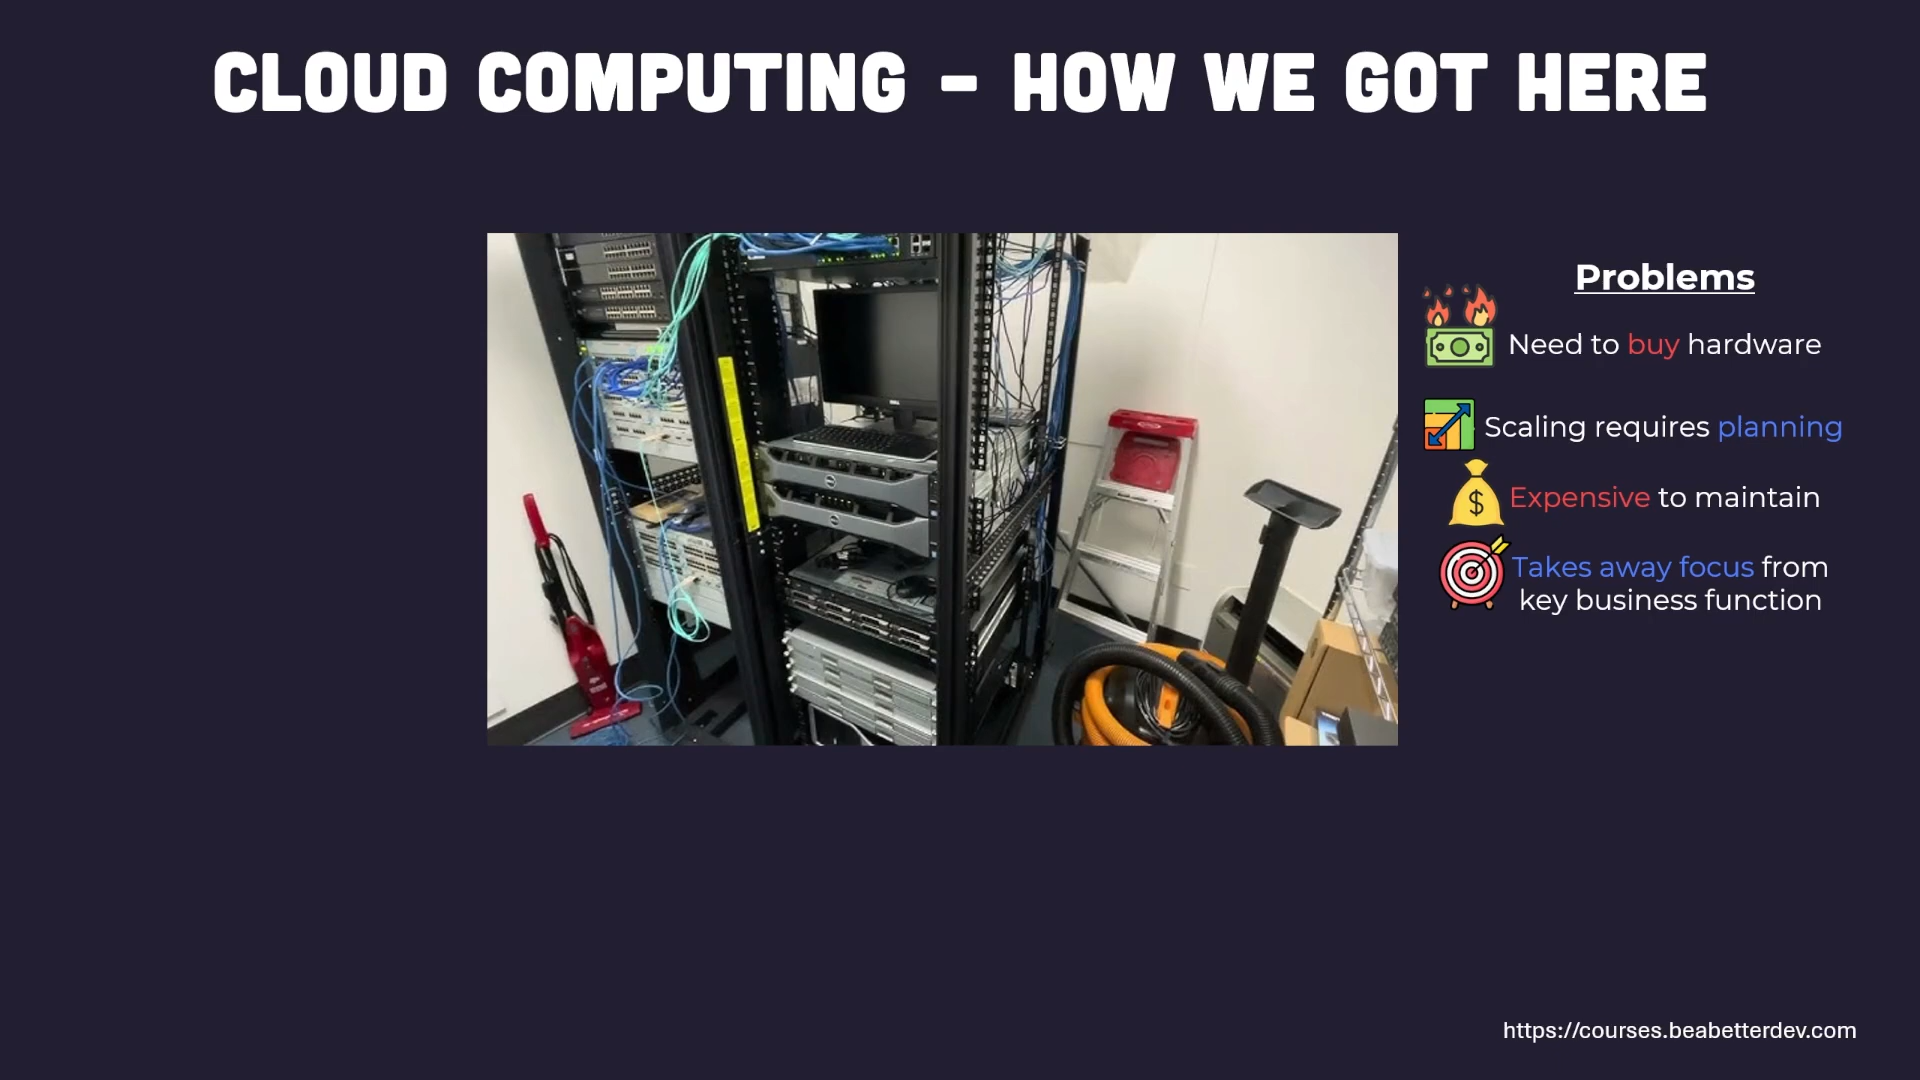 CLOUD COMPUTING - HOW WE GOT HERE
Problems
Need to buy hardware
Scaling requires planning
Expensive to maintain
Takes away focus from
key business function
https://courses.beabetterdev.com